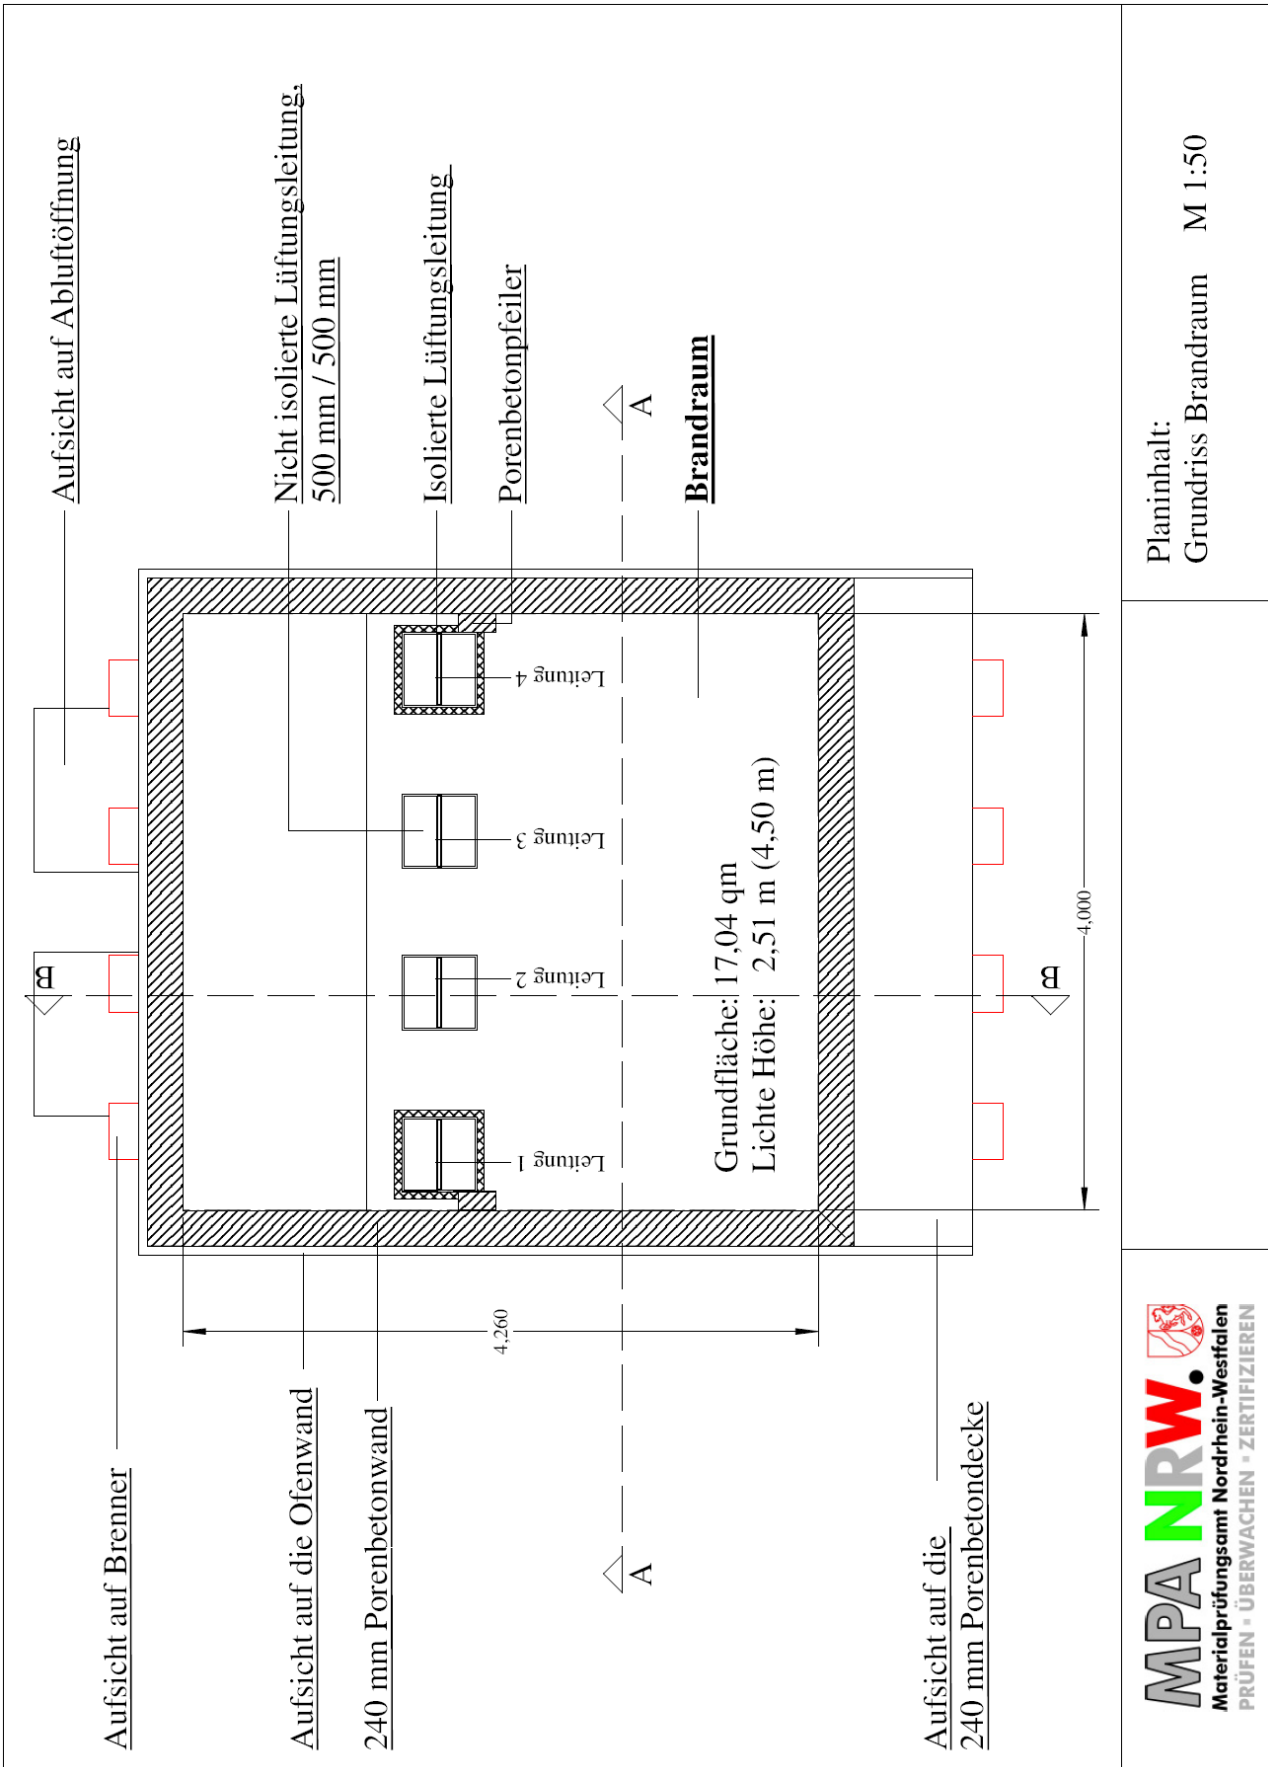 Aufsicht auf Brenner
Aufsicht auf Abluftöffnung
Aufsicht auf die Ofenwand
240 mm Porenbetonwand
Nicht isolierte Lüftungsleitung,
500 mm / 500 mm
Isolierte Lüftungsleitung
Porenbetonpfeiler
Brandraum
B
B
A
A
Leitung 1
Leitung 2
Leitung 3
Leitung 4
4,260
4,000
Grundfläche: 17,04 qm
Lichte Höhe: 2,51 m (4,50 m)
Aufsicht auf die
240 mm Porenbetondecke
MPA NRW.
Materialprüfungsamt Nordrhein-Westfalen
PRÜFEN ▪ ÜBERWACHEN ▪ ZERTIFIZIEREN
Planinhalt:
Grundriss Brandraum M 1:50